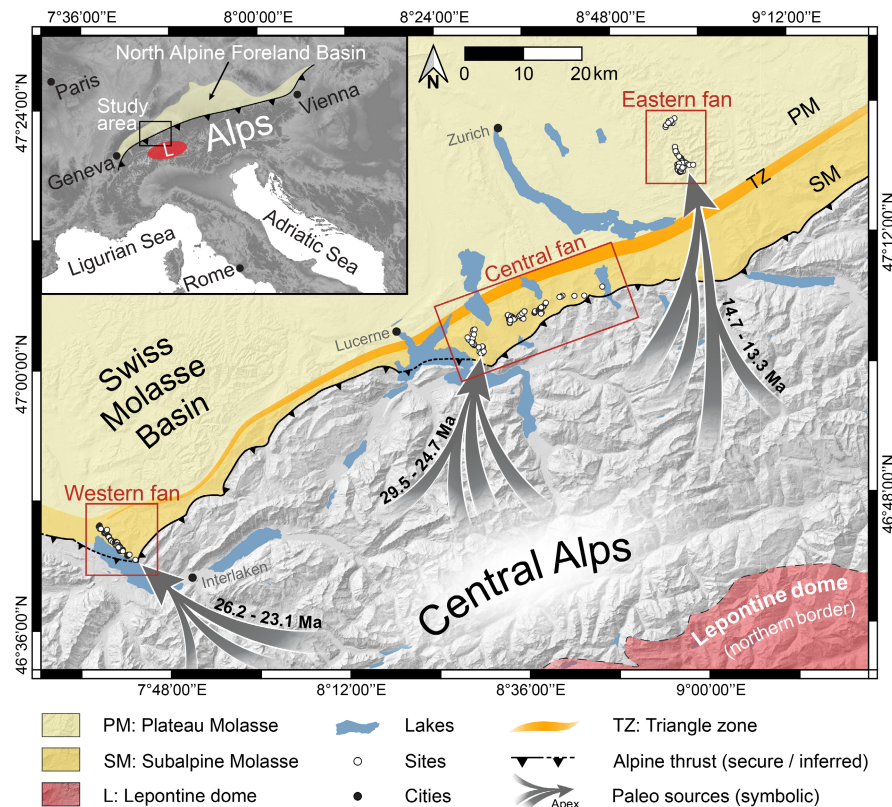 7°36'00"E 8°00'00"E 8°24'00"E 8°48'00"E 9°12'00"E
North Alpine Foreland Basin
Paris
Vienna
Study
area
Alps
L
Geneva
Ligurian Sea
Adriatic Sea
Rome
N
0 10 20 km
Eastern fan
Zurich
PM
TZ
SM
47°24'00"N
47°12'00"N
Central fan
Lucerne
14.7 - 13.3 Ma
47°00'00"N
Swiss
Molasse
Basin
29.5 - 24.7 Ma
46°48'00"N
Western fan
Interlaken
Central Alps
26.2 - 23.1 Ma
Lepontine dome
(northern border)
46°36'00"N
7°48'00"E 8°12'00"E 8°36'00"E 9°00'00"E
PM: Plateau Molasse Lakes TZ: Triangle zone
SM: Subalpine Molasse Sites Alpine thrust (secure / inferred)
L: Lepontine dome Cities Apex Paleo sources (symbolic)